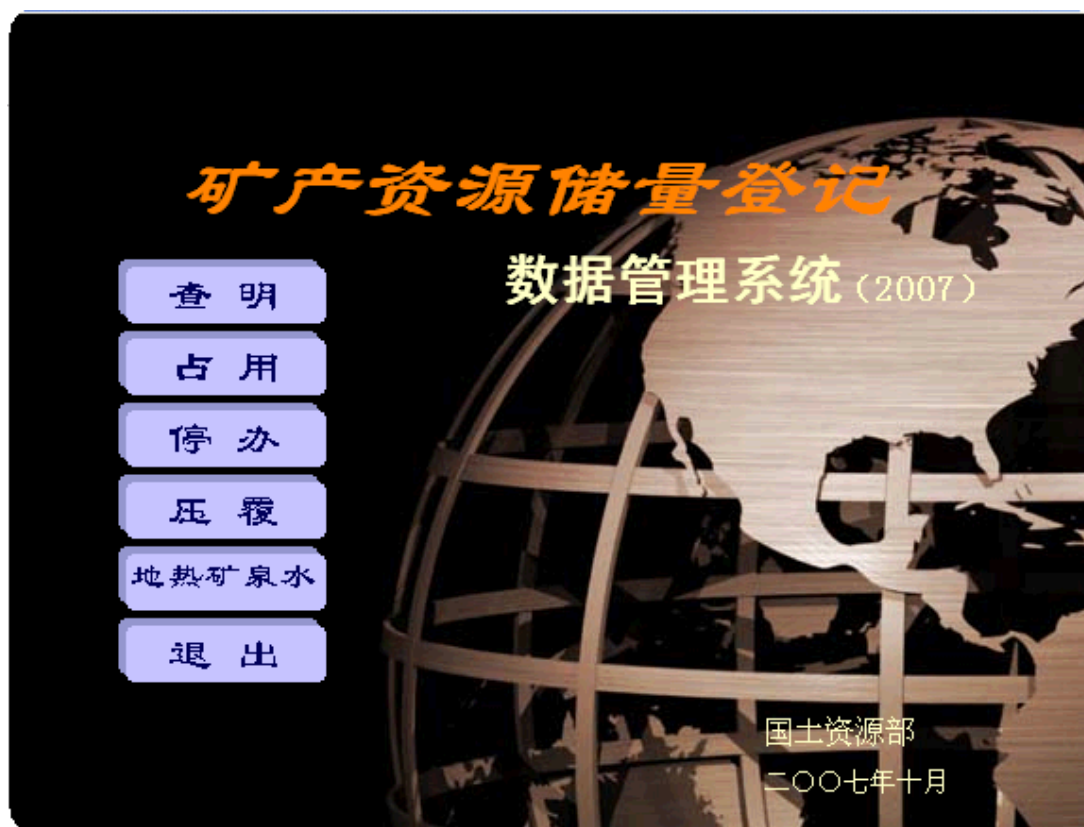 矿产资源储量登记
数据管理系统（2007）
查明
占用
停办
压覆
地热矿泉水
退出
国土资源部
二〇〇七年十月